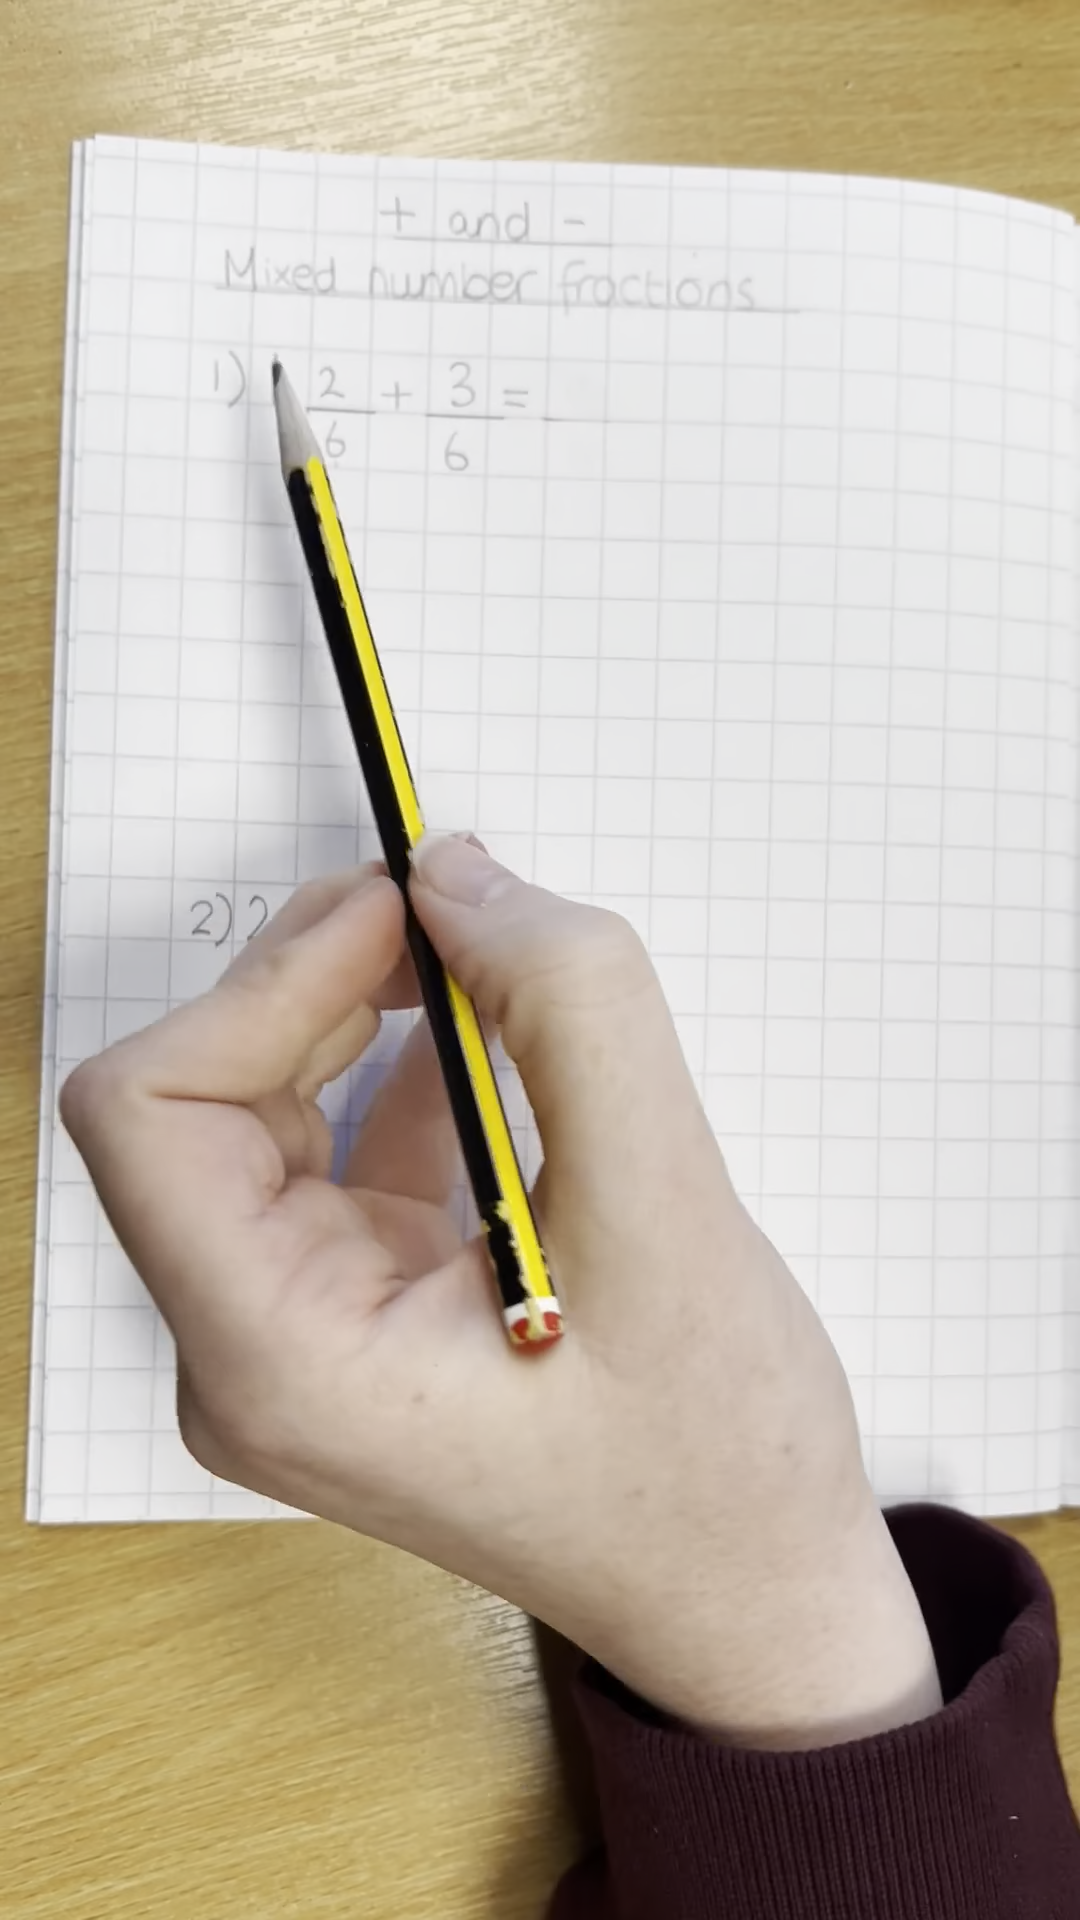 + and -
Mixed number fractions
1) 2/6 + 3/6 =
2) 2